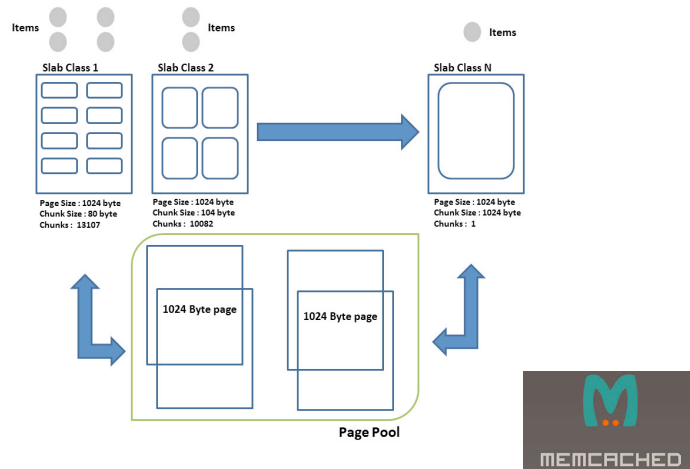 Items
Items
Items
Slab Class 1
Slab Class 2
Slab Class N
Page Size : 1024 byte
Chunk Size : 80 byte
Chunks : 13107
Page Size : 1024 byte
Chunk Size : 104 byte
Chunks : 10082
Page Size : 1024 byte
Chunk Size : 1024 byte
Chunks : 1
1024 Byte page
1024 Byte page
Page Pool
MEMCACHED